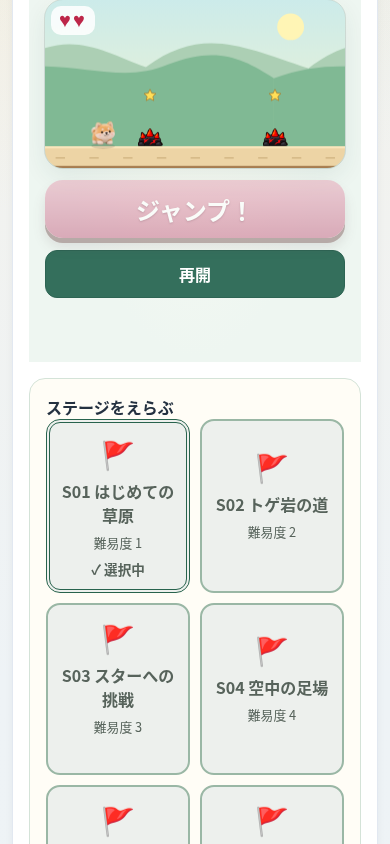 ジャンプ！
再開
ステージをえらぶ
S01 はじめての
草原
難易度 1
✓選択中
S02 トゲ岩の道
難易度 2
S03 スターへの
挑戦
難易度 3
S04 空中の足場
難易度 4